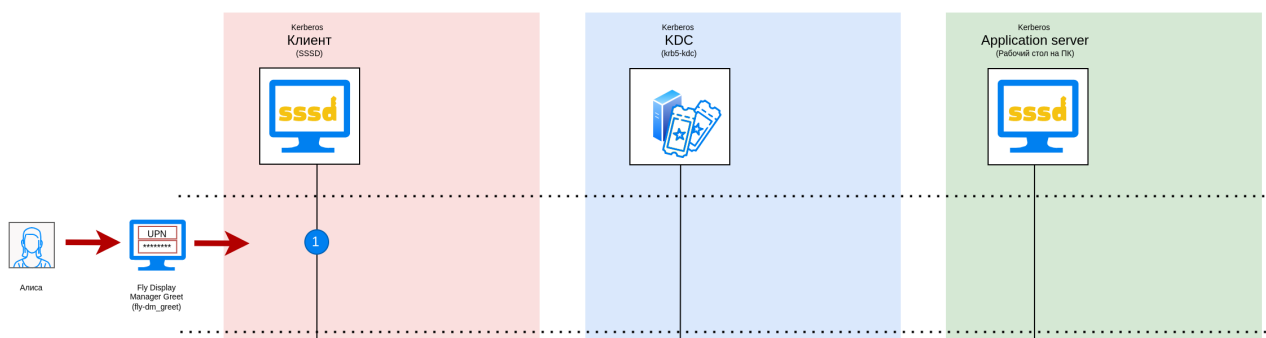 Kerberos
Клиент
(SSSD)
sssd
Kerberos
KDC
(krb5-kdc)
Kerberos
Application server
(Рабочий стол на ПК)
sssd
UPN
********
1
Алиса
Fly Display
Manager Greet
(fly-dm_greet)